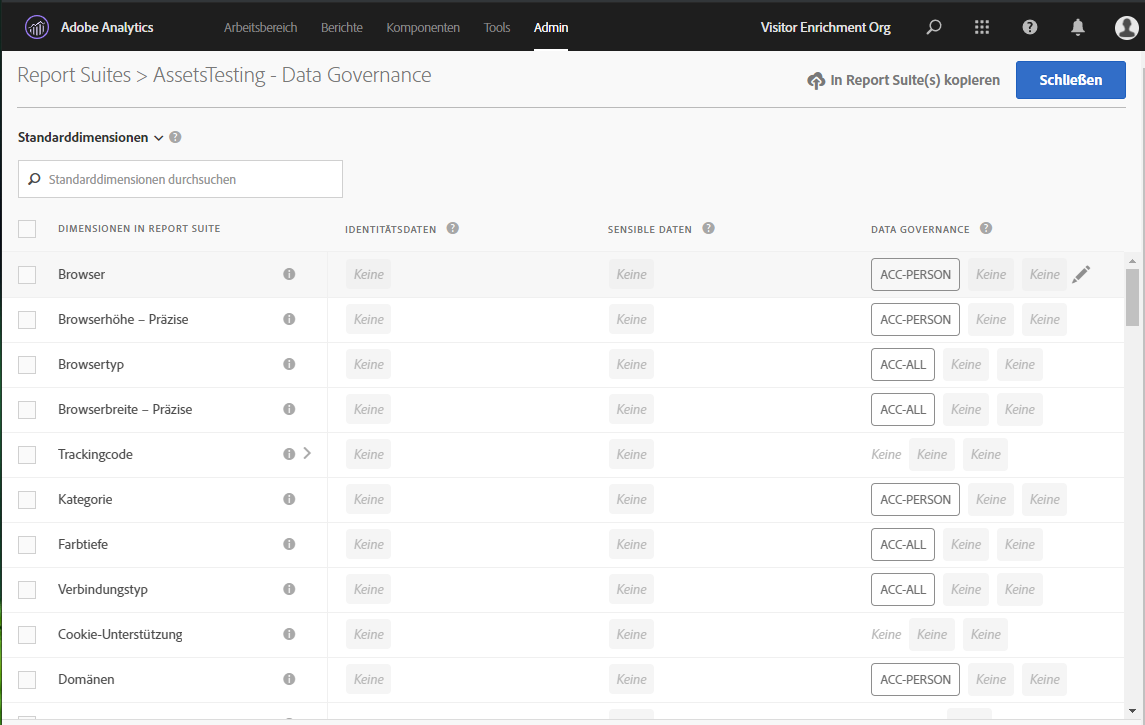 Adobe Analytics Arbeitsbereich Berichte Komponenten Tools Admin Visitor Enrichment Org
Report Suites > AssetsTesting - Data Governance In Report Suite(s) kopieren Schließen
Standarddimensionen
Standarddimensionen durchsuchen
DIMENSIONEN IN REPORT SUITE IDENTITÄTSDATEN SENSIBLE DATEN DATA GOVERNANCE
Browser Keine Keine ACC-PERSON Keine Keine
Browserhöhe – Präzise Keine Keine ACC-PERSON Keine Keine
Browsertyp Keine Keine ACC-ALL Keine Keine
Browserbreite – Präzise Keine Keine ACC-ALL Keine Keine
Trackingcode Keine Keine Keine Keine Keine
Kategorie Keine Keine ACC-PERSON Keine Keine
Farbtiefe Keine Keine ACC-ALL Keine Keine
Verbindungstyp Keine Keine ACC-ALL Keine Keine
Cookie-Unterstützung Keine Keine Keine Keine Keine
Domänen Keine Keine ACC-PERSON Keine Keine